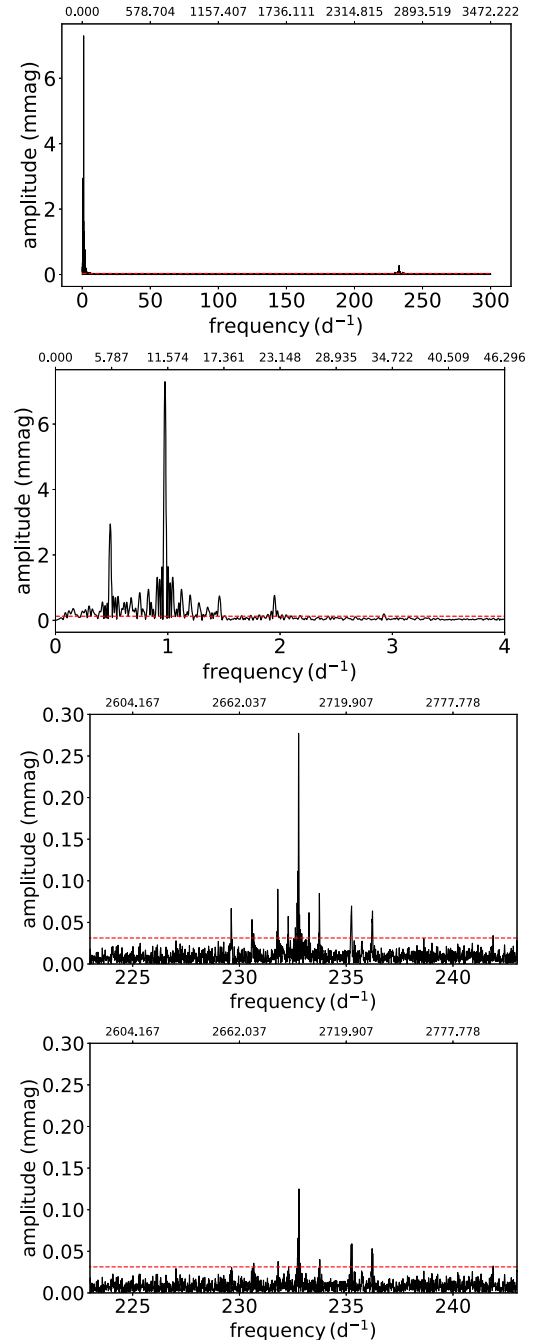 0.000 578.704 1157.407 1736.111 2314.815 2893.519 3472.222
6
4
2
0
amplitude (mmag)
0 50 100 150 200 250 300
frequency (d⁻¹)
0.000 5.787 11.574 17.361 23.148 28.935 34.722 40.509 46.296
6
4
2
0
amplitude (mmag)
0 1 2 3 4
frequency (d⁻¹)
2604.167 2662.037 2719.907 2777.778
0.30
0.25
0.20
0.15
0.10
0.05
0.00
amplitude (mmag)
225 230 235 240
frequency (d⁻¹)
2604.167 2662.037 2719.907 2777.778
0.30
0.25
0.20
0.15
0.10
0.05
0.00
amplitude (mmag)
225 230 235 240
frequency (d⁻¹)